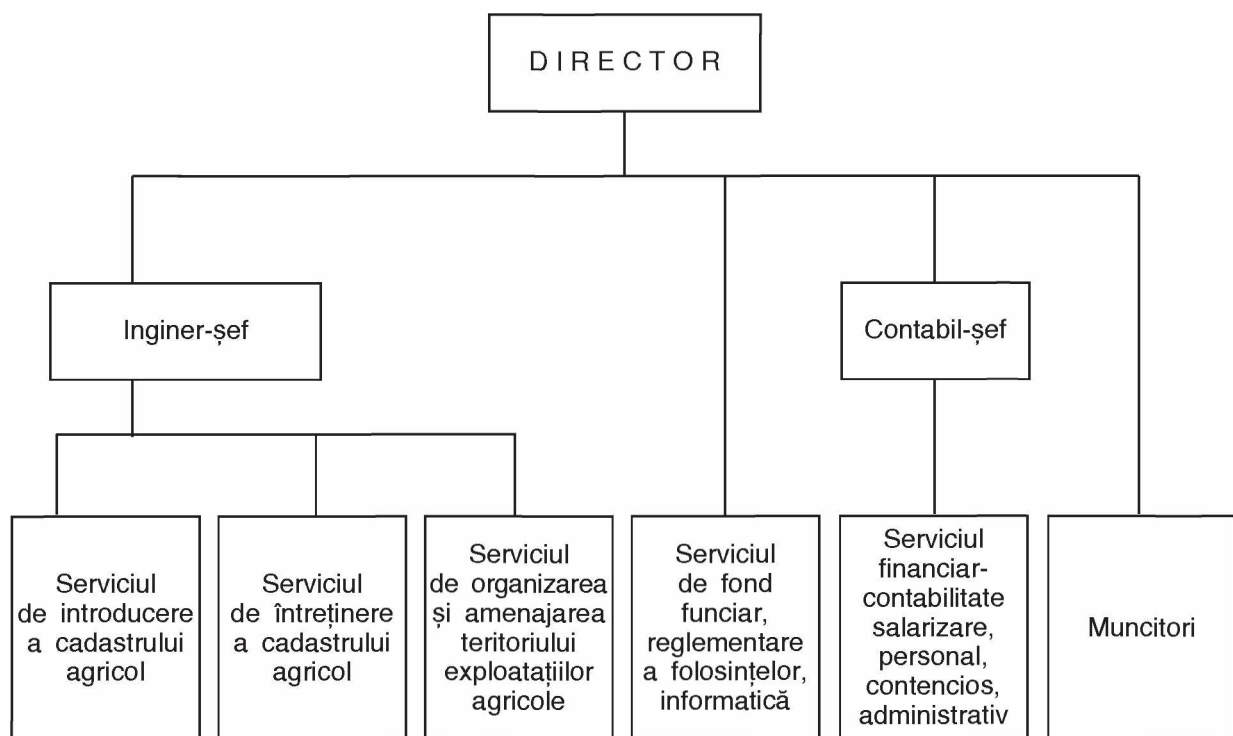 DIRECTOR
Inginer-șef
Contabil-șef
Serviciul
de introducere
a cadastrului
agricol
Serviciul
de întreținere
a cadastrului
agricol
Serviciul
de organizarea
și amenajarea
teritoriului
exploatațiilor
agricole
Serviciul
de fond
funciar,
reglementare
a folosințelor,
informatică
Serviciul
financiar-
contabilitate
salarizare,
personal,
contencios,
administrativ
Muncitori